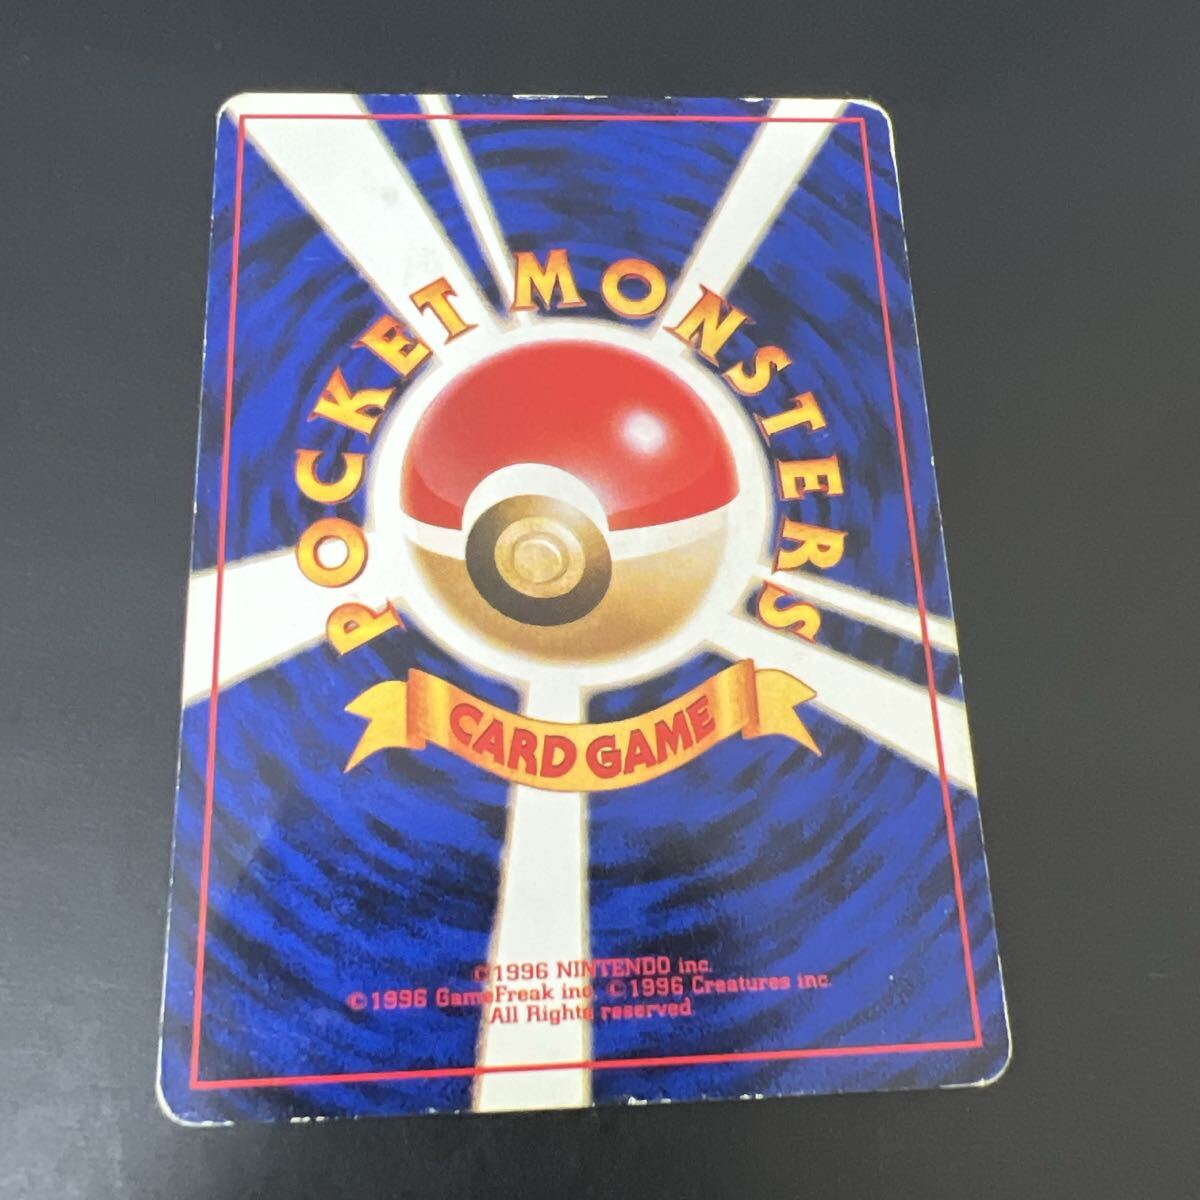 POCKET MONSTERS
CARD GAME
©1996 NINTENDO inc.
©1996 GameFreak inc. ©1996 Creatures inc.
All Rights reserved.